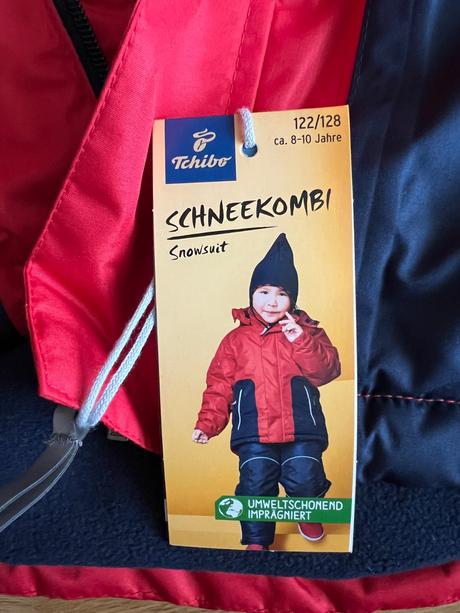 122/128
ca. 8-10 Jahre
Tchibo
SCHNEEKOMBI
Snowsuit
UMWELTSCHONEND
IMPRÄGNIERT